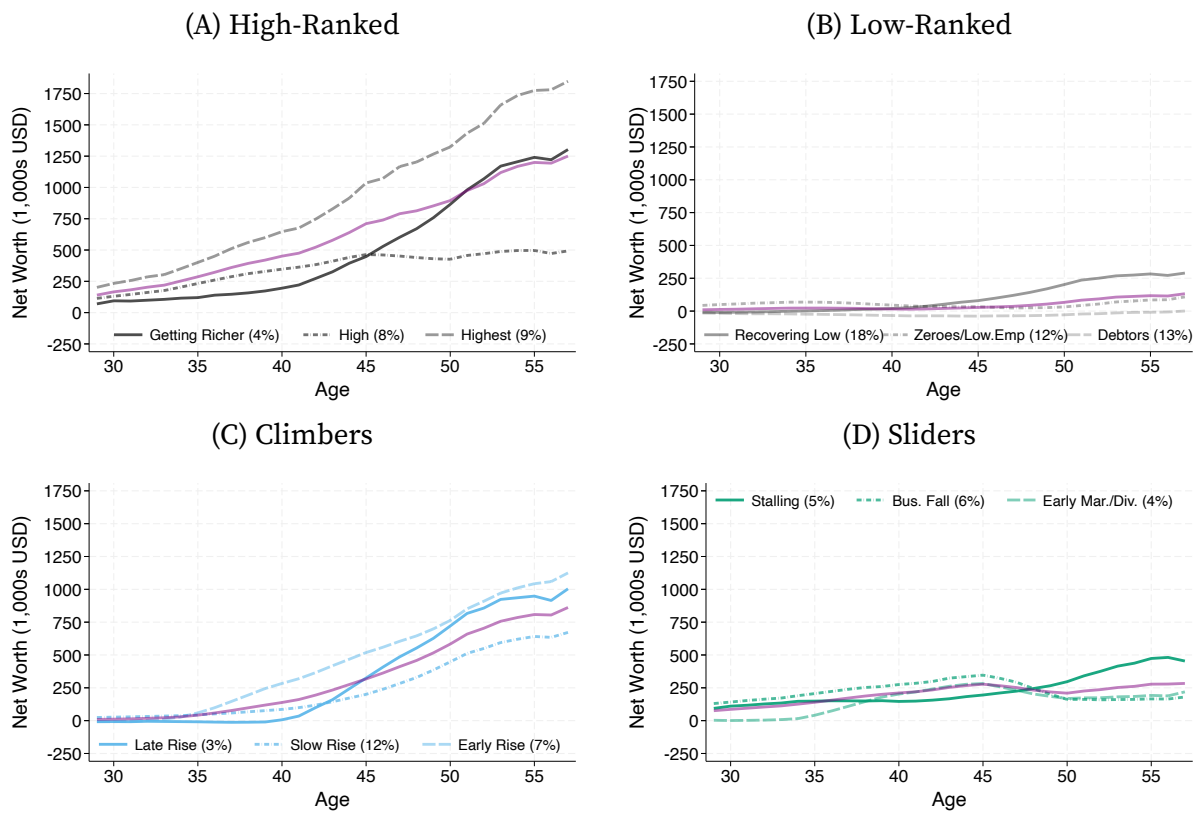 (A) High-Ranked
Net Worth (1,000s USD)
1750
1500
1250
1000
750
500
250
0
-250
Getting Richer (4%) High (8%) Highest (9%)
30 35 40 45 50 55
Age
(B) Low-Ranked
Net Worth (1,000s USD)
1750
1500
1250
1000
750
500
250
0
-250
Recovering Low (18%) Zeroes/Low.Emp (12%) Debtors (13%)
30 35 40 45 50 55
Age
(C) Climbers
Net Worth (1,000s USD)
1750
1500
1250
1000
750
500
250
0
-250
Late Rise (3%) Slow Rise (12%) Early Rise (7%)
30 35 40 45 50 55
Age
(D) Sliders
Net Worth (1,000s USD)
1750
Stalling (5%) Bus. Fall (6%) Early Mar./Div. (4%)
1500
1250
1000
750
500
250
0
-250
30 35 40 45 50 55
Age